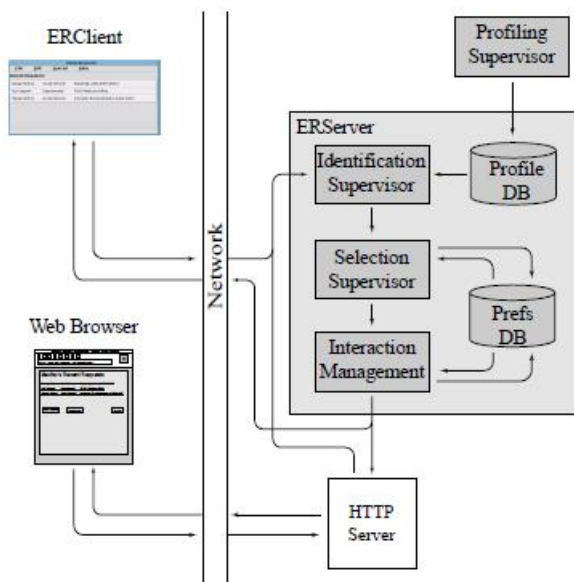 ERClient
Profiling
Supervisor
ERServer
Identification
Supervisor
Profile
DB
Selection
Supervisor
Network
Web Browser
Prefs
DB
Interaction
Management
HTTP
Server